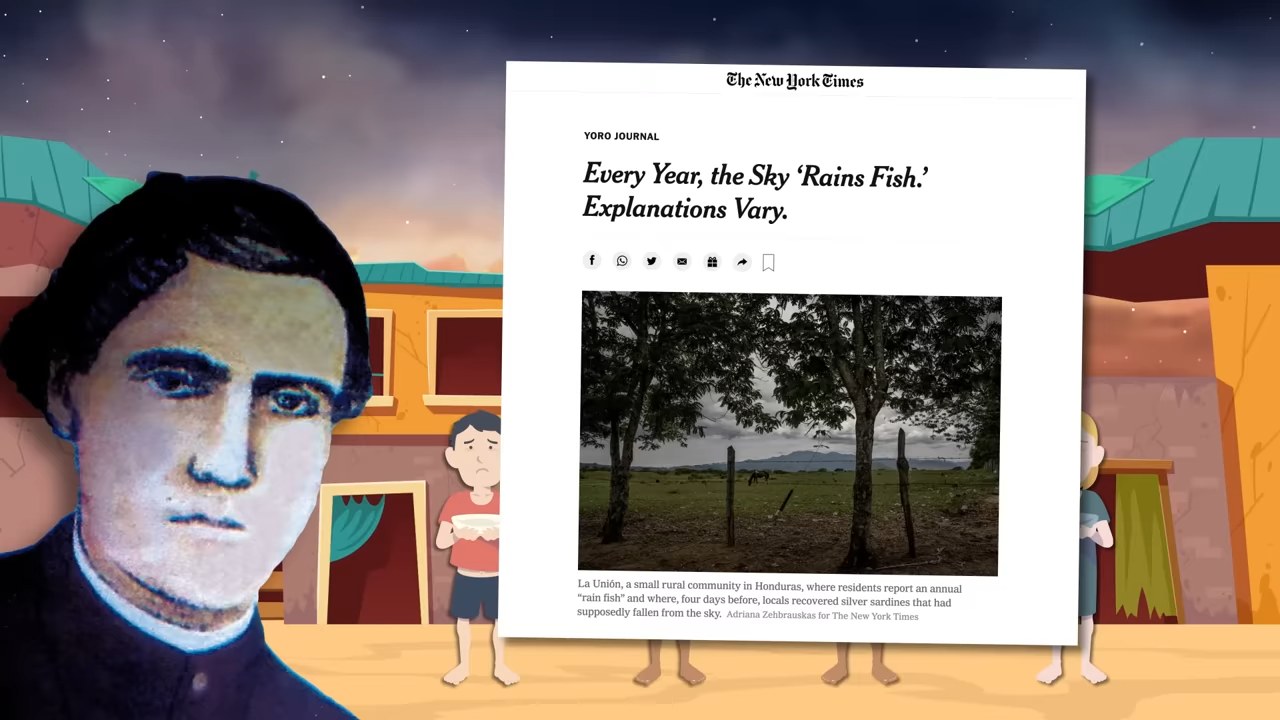 The New York Times
YORO JOURNAL
Every Year, the Sky ‘Rains Fish.’
Explanations Vary.
La Unión, a small rural community in Honduras, where residents report an annual
“rain fish” and where, four days before, locals recovered silver sardines that had
supposedly fallen from the sky. Adriana Zehbrauskas for The New York Times